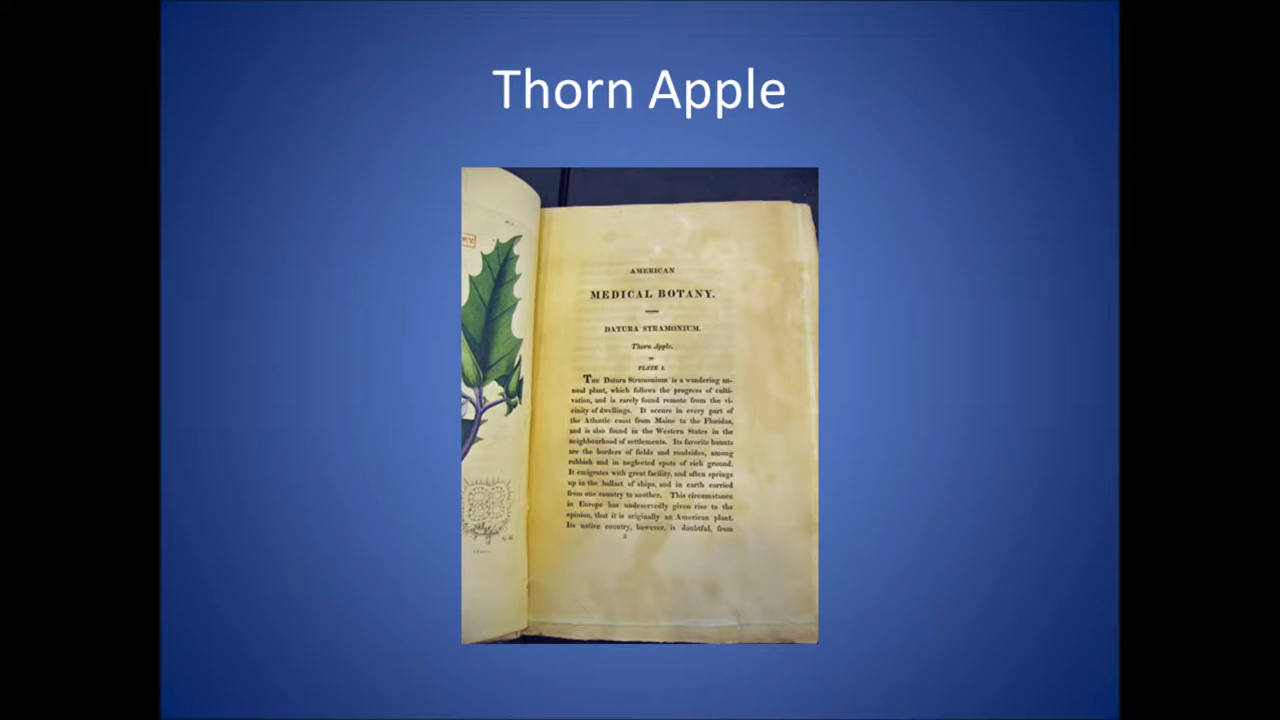 Thorn Apple
AMERICAN
MEDICAL BOTANY.
DATURA STRAMONIUM.
Thorn Apple.
PLATE I.
THE Datura Stramonium is a wandering an-
nual plant, which follows the progress of culti-
vation, and is rarely found remote from the vi-
cinity of dwellings. It occurs in every part of
the Atlantic coast from Maine to the Floridas,
and is also found in the Western States in the
neighbourhood of settlements. Its favorite haunts
are the borders of fields and roadsides, among
rubbish and in neglected spots of rich ground.
It emigrates with great facility, and often springs
up in the ballast of ships, and in earth carried
from one country to another. This circumstance
in Europe has undeservedly given rise to the
opinion, that it is originally an American plant.
Its native country, however, is doubtful, from